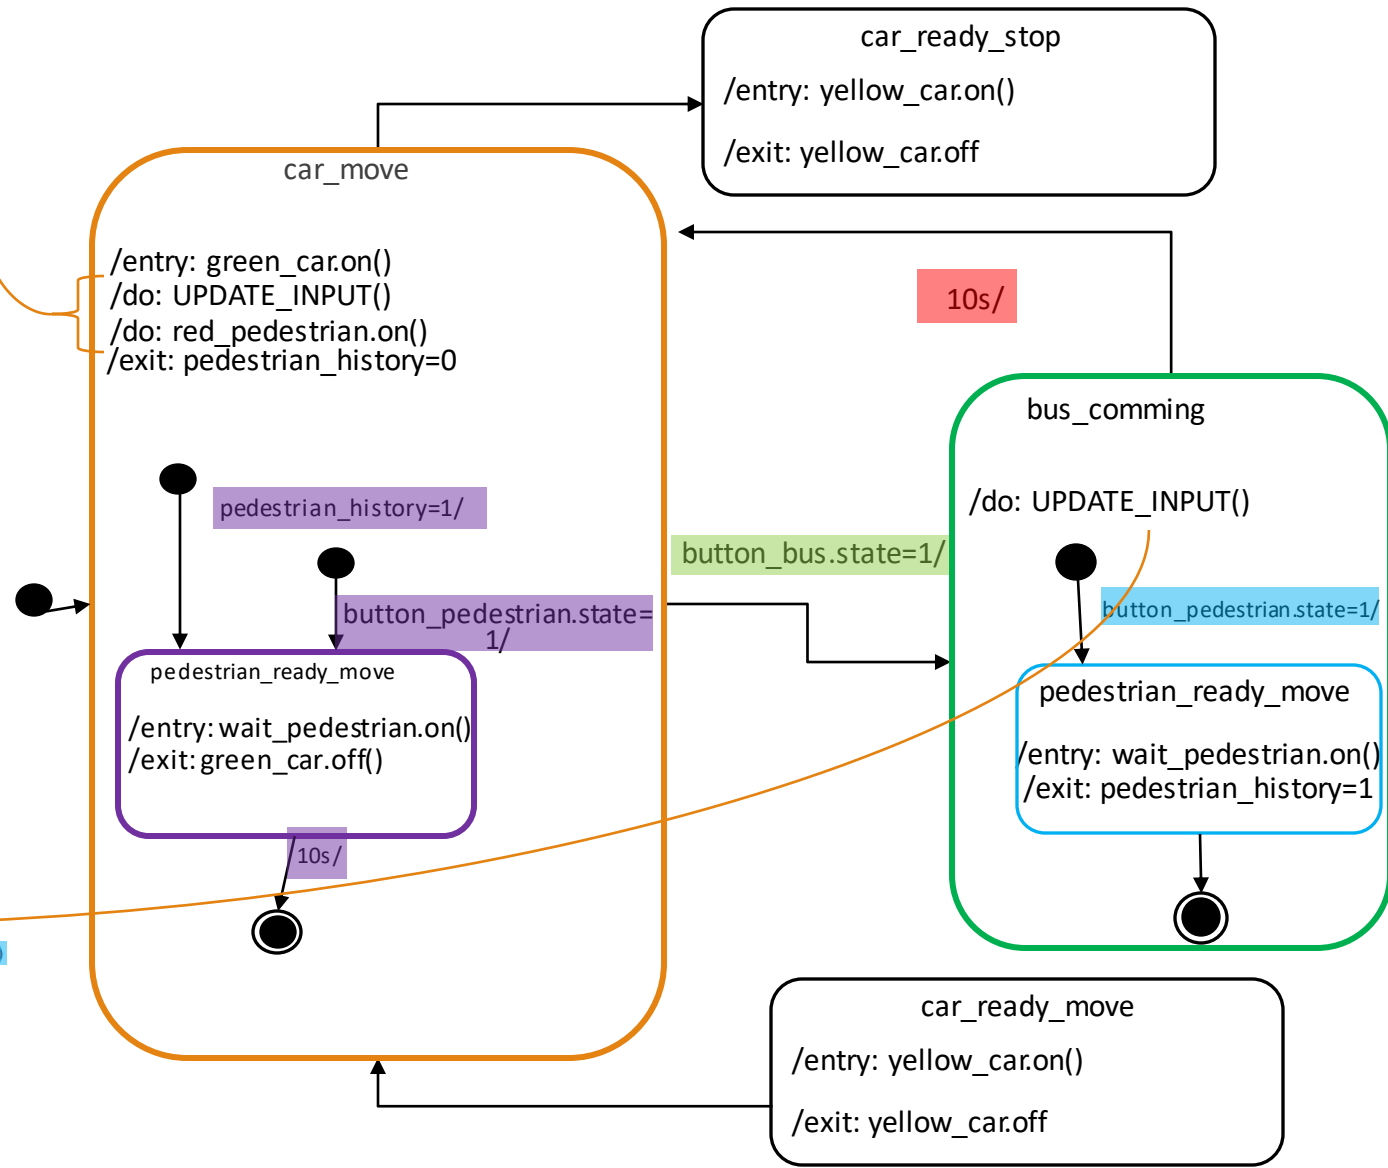 car_ready_stop
/entry: yellow_car.on()
/exit: yellow_car.off
car_move
/entry: green_car.on()
/do: UPDATE_INPUT()
/do: red_pedestrian.on()
/exit: pedestrian_history=0
10s/
bus_comming
/do: UPDATE_INPUT()
pedestrian_history=1/
button_bus.state=1/
button_pedestrian.state=
1/
button_pedestrian.state=1/
pedestrian_ready_move
/entry: wait_pedestrian.on()
/exit: green_car.off()
10s/
pedestrian_ready_move
/entry: wait_pedestrian.on()
/exit: pedestrian_history=1
)
car_ready_move
/entry: yellow_car.on()
/exit: yellow_car.off